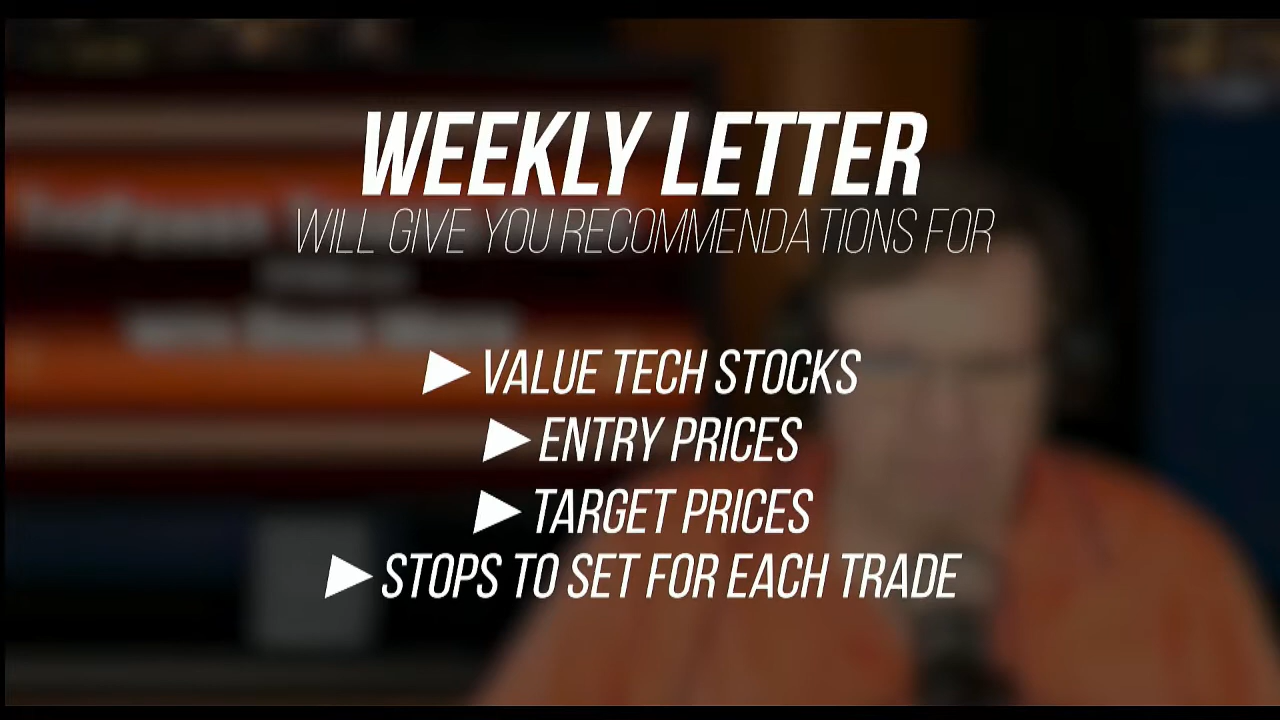 WEEKLY LETTER
WILL GIVE YOU RECOMMENDATIONS FOR
▶ VALUE TECH STOCKS
▶ ENTRY PRICES
▶ TARGET PRICES
▶ STOPS TO SET FOR EACH TRADE